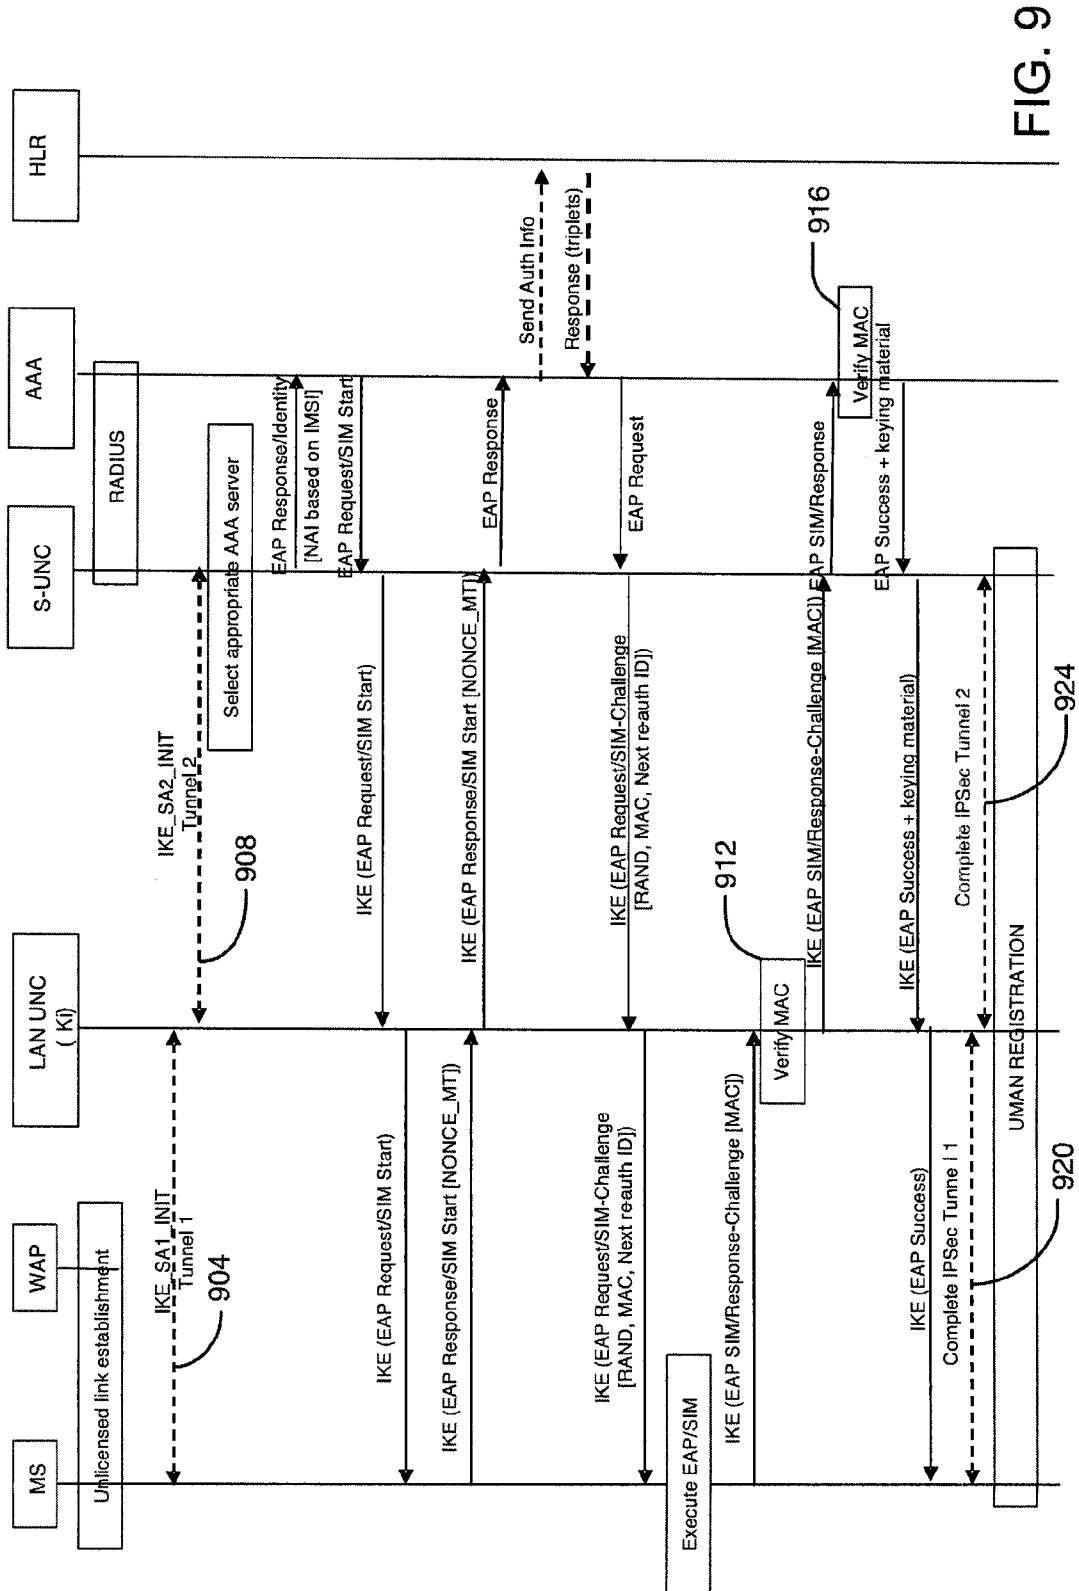 MS
WAP
LAN UNC
( Ki)
S-UNC
AAA
HLR
Unlicensed link establishment
RADIUS
IKE_SA1_INIT
Tunnel 1
904
IKE_SA2_INIT
Tunnel 2
908
Select appropriate AAA server
EAP Response/Identity
[NAI based on IMSI]
EAP Request/SIM Start
IKE (EAP Request/SIM Start)
IKE (EAP Request/SIM Start)
IKE (EAP Response/SIM Start [NONCE_MT])
IKE (EAP Response/SIM Start [NONCE_MT])
EAP Response
Send Auth Info
Response (triplets)
EAP Request
IKE (EAP Request/SIM-Challenge
[RAND, MAC, Next re-auth ID])
IKE (EAP Request/SIM-Challenge
[RAND, MAC, Next re-auth ID])
Execute EAP/SIM
IKE (EAP SIM/Response-Challenge [MAC])
Verify MAC
912
IKE (EAP SIM/Response-Challenge [MAC])
EAP SIM/Response
Verify MAC
916
EAP Success + keying material
IKE (EAP Success + keying material)
IKE (EAP Success)
Complete IPSec Tunne l 1
920
Complete IPSec Tunnel 2
924
UMAN REGISTRATION
FIG. 9